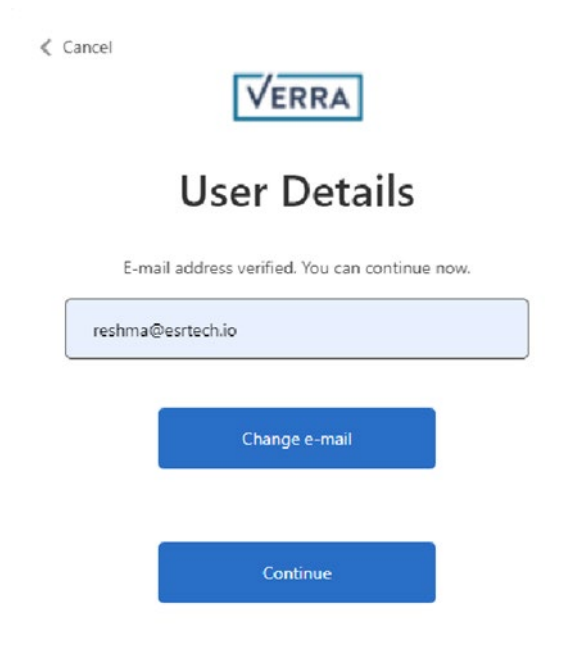 Cancel
VERRA
User Details
E-mail address verified. You can continue now.
reshma@esrtech.io
Change e-mail
Continue